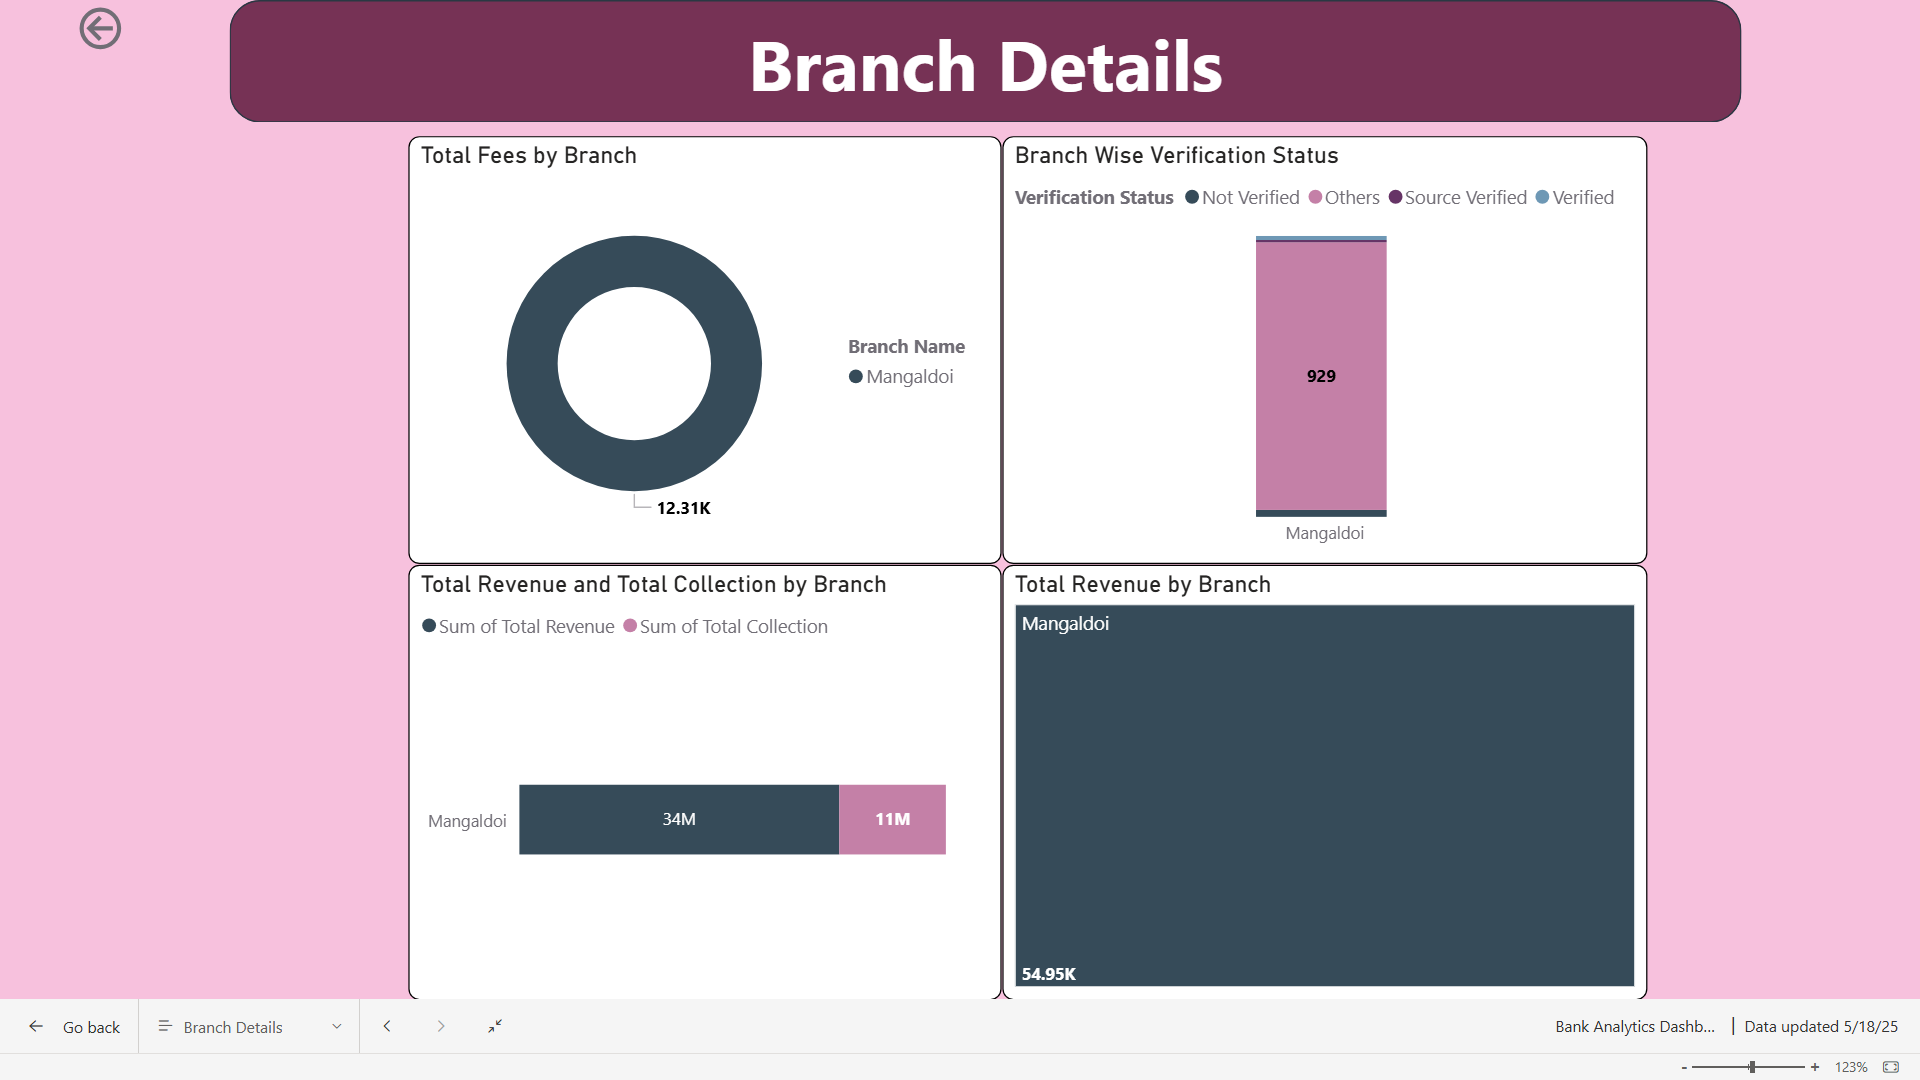 Branch Details
Total Fees by Branch
Branch Name
Mangaldoi
12.31K
Branch Wise Verification Status
Verification Status Not Verified Others Source Verified Verified
929
Mangaldoi
Total Revenue and Total Collection by Branch
Sum of Total Revenue Sum of Total Collection
Mangaldoi 34M 11M
Total Revenue by Branch
Mangaldoi
54.95K
Go back Branch Details Bank Analytics Dashb... | Data updated 5/18/25
- + 123%